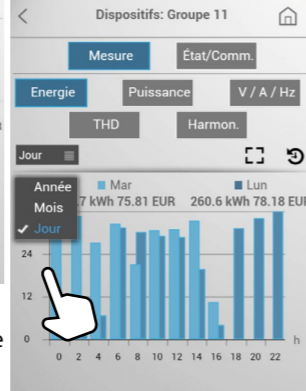 Dispositifs: Groupe 11
Mesure État/Comm.
Energie Puissance V / A / Hz
THD Harmon.
Jour
Année
Mois
✓ Jour
Mar Lun
7 kWh 75.81 EUR 260.6 kWh 78.18 EUR
24
12
0
h
0 2 4 6 8 10 12 14 16 18 20 22
e